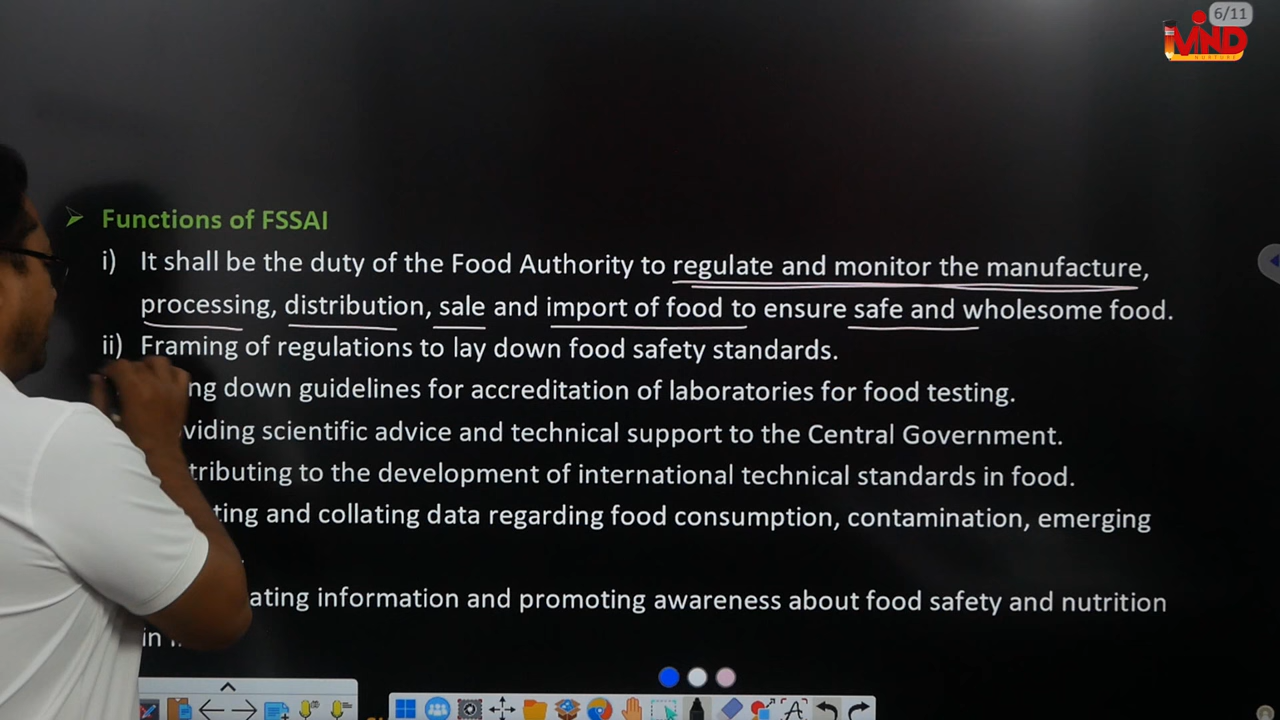 6/11
MIND
NURTURE
➤ Functions of FSSAI
i) It shall be the duty of the Food Authority to regulate and monitor the manufacture,
processing, distribution, sale and import of food to ensure safe and wholesome food.
ii) Framing of regulations to lay down food safety standards.
ng down guidelines for accreditation of laboratories for food testing.
viding scientific advice and technical support to the Central Government.
tributing to the development of international technical standards in food.
ting and collating data regarding food consumption, contamination, emerging
ating information and promoting awareness about food safety and nutrition
in